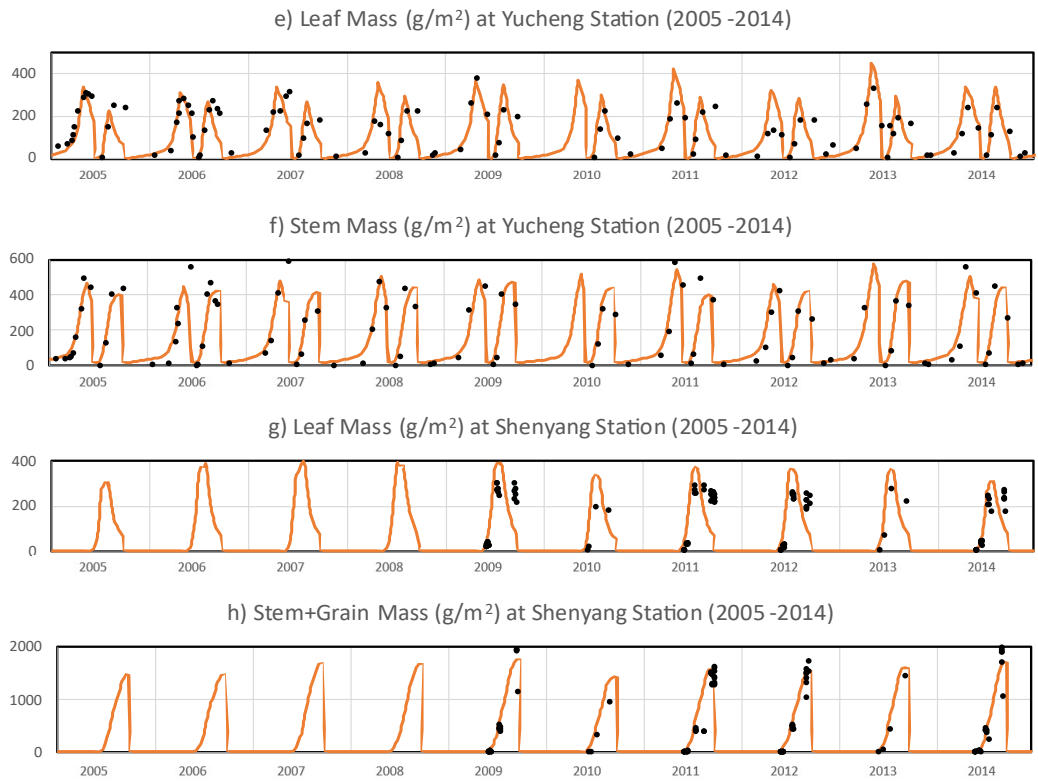 e) Leaf Mass (g/m²) at Yucheng Station (2005 -2014)
400
200
0
2005 2006 2007 2008 2009 2010 2011 2012 2013 2014
f) Stem Mass (g/m²) at Yucheng Station (2005 -2014)
600
400
200
0
2005 2006 2007 2008 2009 2010 2011 2012 2013 2014
g) Leaf Mass (g/m²) at Shenyang Station (2005 -2014)
400
200
0
2005 2006 2007 2008 2009 2010 2011 2012 2013 2014
h) Stem+Grain Mass (g/m²) at Shenyang Station (2005 -2014)
2000
1000
0
2005 2006 2007 2008 2009 2010 2011 2012 2013 2014